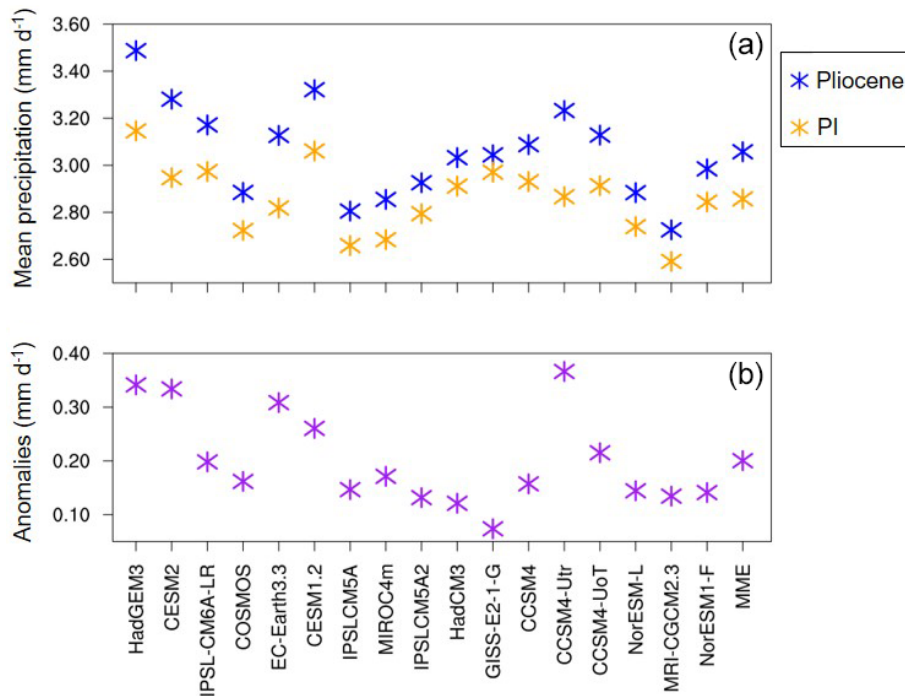 (a)
Mean precipitation (mm d⁻¹)
3.60
3.40
3.20
3.00
2.80
2.60
Pliocene
PI
(b)
Anomalies (mm d⁻¹)
0.40
0.30
0.20
0.10
HadGEM3
CESM2
IPSL-CM6A-LR
COSMOS
EC-Earth3.3
CESM1.2
IPSLCM5A
MIROC4m
IPSLCM5A2
HadCM3
GISS-E2-1-G
CCSM4
CCSM4-Utr
CCSM4-UoT
NorESM-L
MRI-CGCM2.3
NorESM1-F
MME